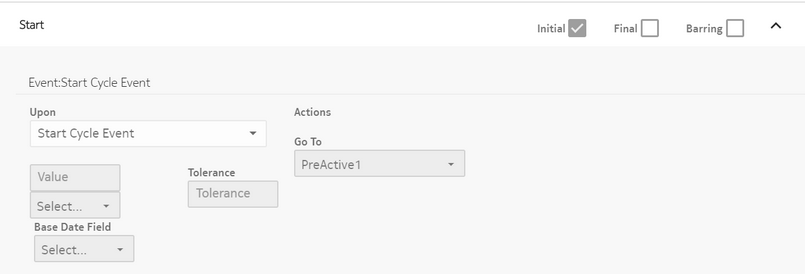 Start
Initial
Final
Barring
Event:Start Cycle Event
Upon
Start Cycle Event
Value
Select...
Tolerance
Tolerance
Base Date Field
Select...
Actions
Go To
PreActive1